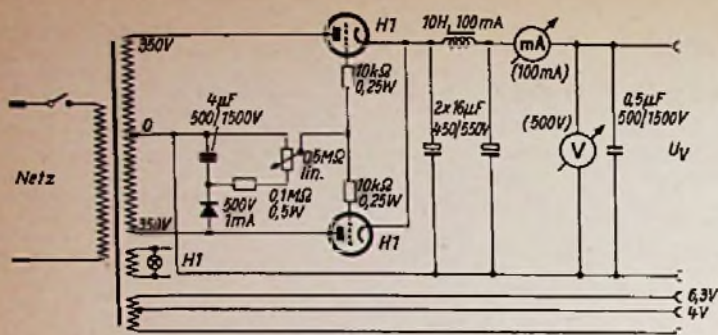 H1
10H, 100mA
350V
mA
(100mA)
10kΩ
0,25W
4µF
500/1500V
2x16µF
450/550V
0,5µF
500/1500V
0
(500V)
V
U_V
0,5MΩ
lin.
Netz
0,1MΩ
0,5W
500V
1mA
10kΩ
0,25W
350V
H1
H1
6,3V
4V